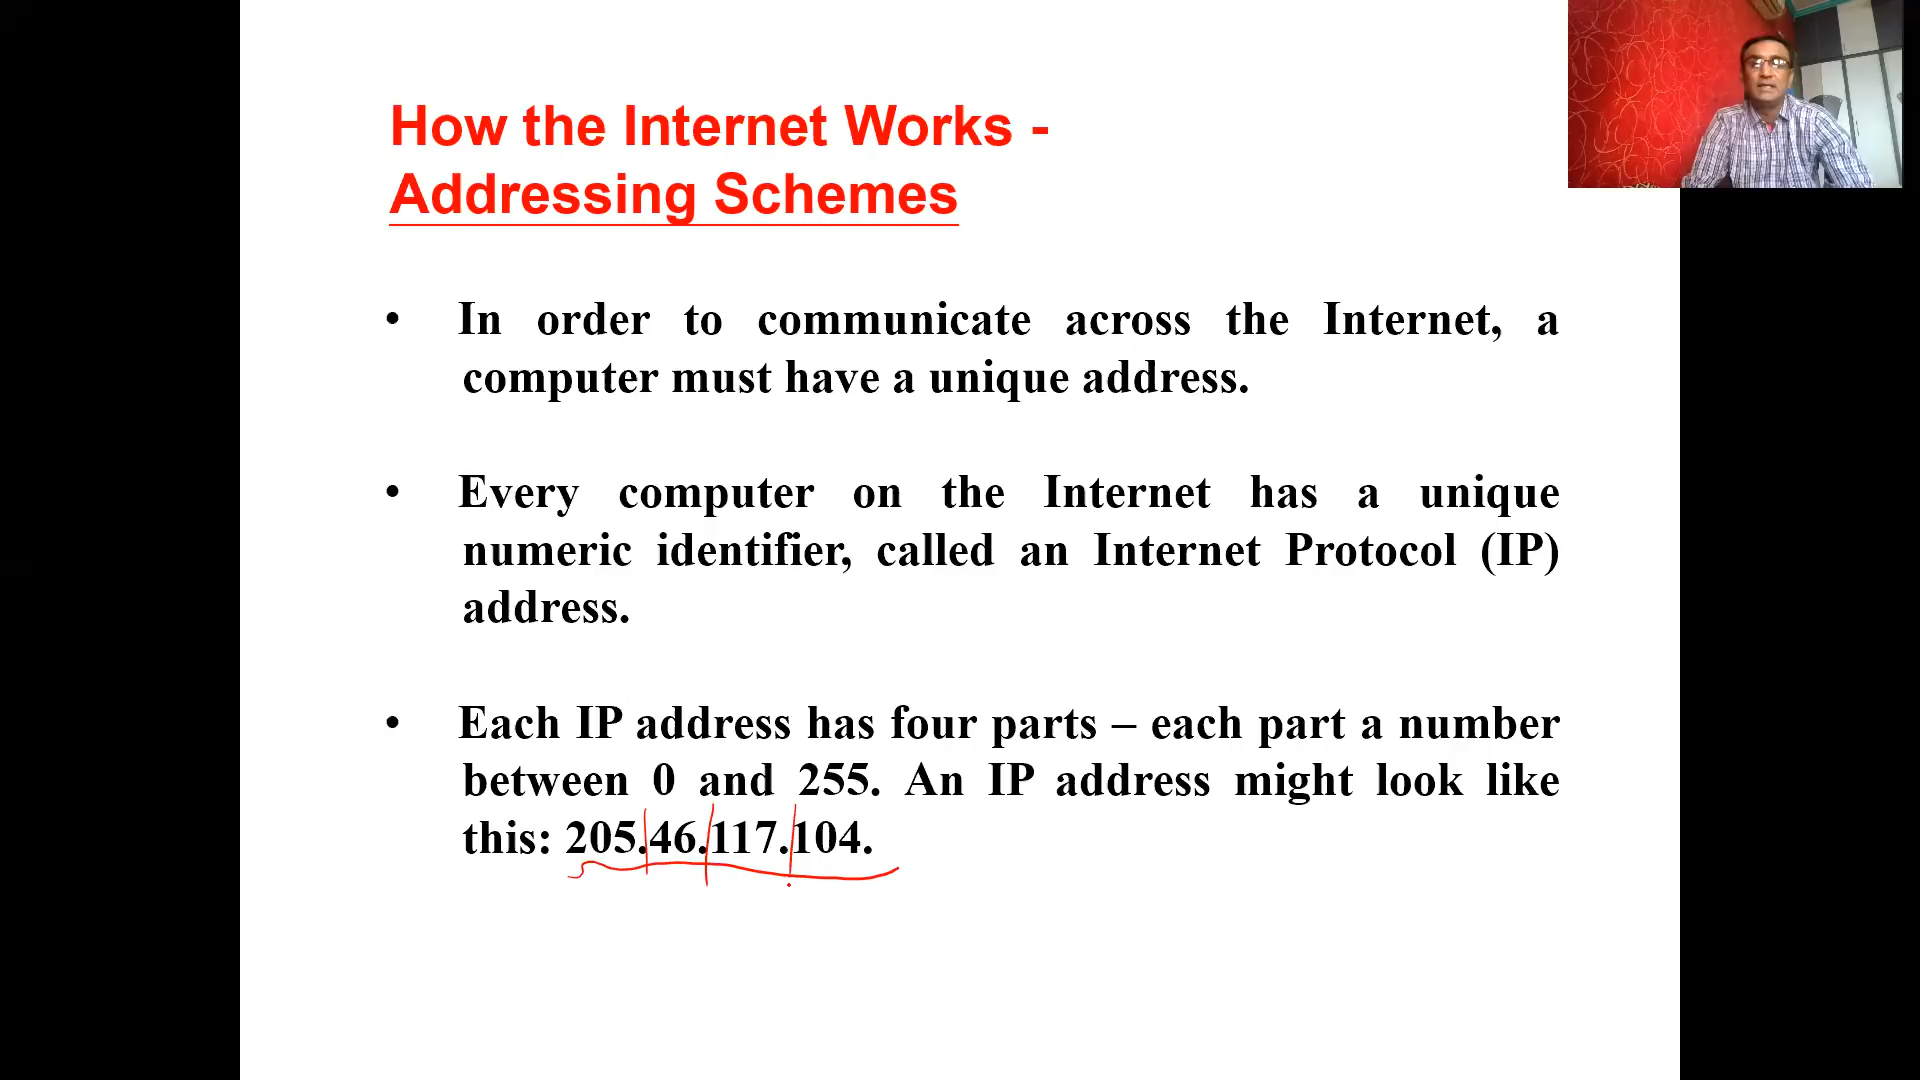 How the Internet Works -
Addressing Schemes
• In order to communicate across the Internet, a
computer must have a unique address.
• Every computer on the Internet has a unique
numeric identifier, called an Internet Protocol (IP)
address.
• Each IP address has four parts – each part a number
between 0 and 255. An IP address might look like
this: 205.46.117.104.